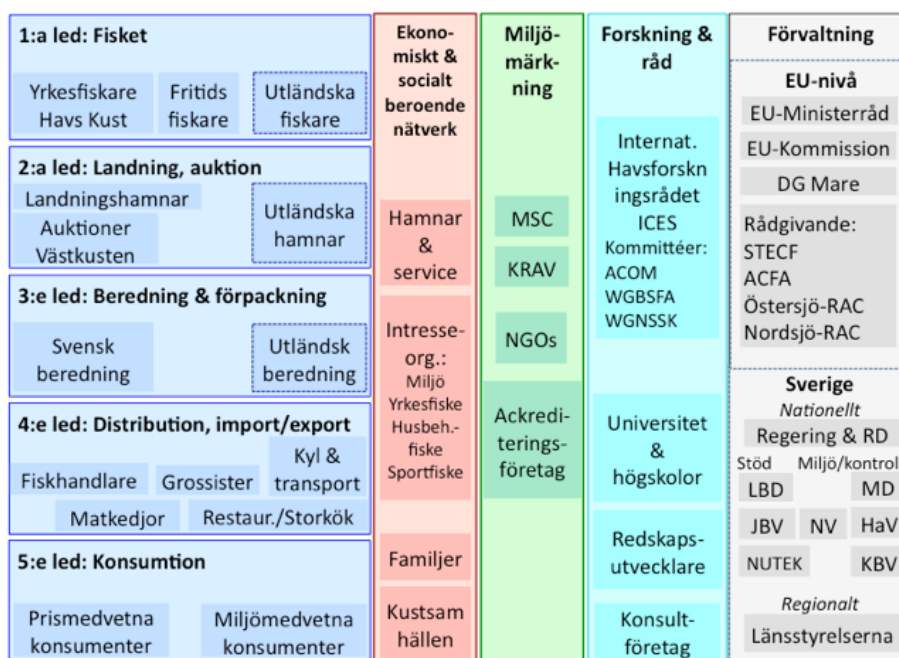 1:a led: Fisket
Yrkesfiskare
Havs Kust
Fritids
fiskare
Utländska
fiskare
2:a led: Landning, auktion
Landningshamnar
Auktioner
Västkusten
Utländska
hamnar
3:e led: Beredning & förpackning
Svensk
beredning
Utländsk
beredning
4:e led: Distribution, import/export
Fiskhandlare
Grossister
Kyl &
transport
Matkedjor
Restaur./Storkök
5:e led: Konsumtion
Prismedvetna
konsumenter
Miljömedvetna
konsumenter
Ekono-
miskt &
socialt
beroende
nätverk
Hamnar
&
service
Intresse-
org.:
Miljö
Yrkesfiske
Husbeh.-
fiske
Sportfiske
Familjer
Kustsam
hällen
Miljö-
märk-
ning
MSC
KRAV
NGOs
Ackredi-
terings-
företag
Forskning &
råd
Internat.
Havsforskn
ingsrådet
ICES
Kommittéer:
ACOM
WGBSFA
WGNSSK
Universitet
&
högskolor
Redskaps-
utvecklare
Konsult-
företag
Förvaltning
EU-nivå
EU-Ministerråd
EU-Kommission
DG Mare
Rådgivande:
STECF
ACFA
Östersjö-RAC
Nordsjö-RAC
Sverige
Nationellt
Regering & RD
Stöd
Miljö/kontrol
LBD
MD
JBV
NV
HaV
NUTEK
KBV
Regionalt
Länsstyrelserna